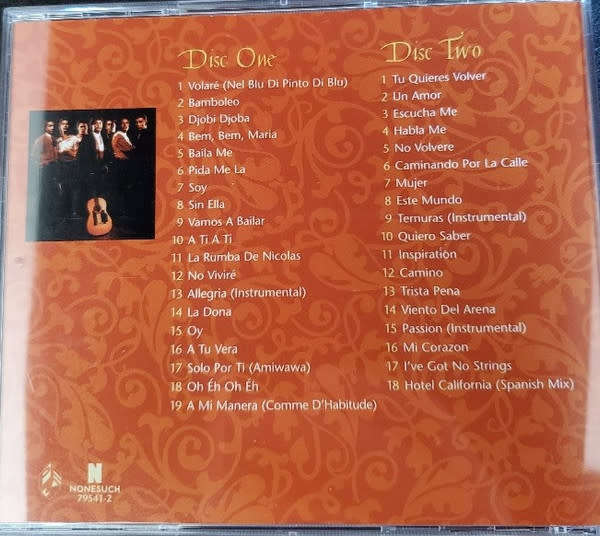 Disc One
1 Volaré (Nel Blu Di Pinto Di Blu)
2 Bamboleo
3 Djobi Djoba
4 Bem, Bem, Maria
5 Baila Me
6 Pida Me La
7 Soy
8 Sin Ella
9 Vamos A Bailar
10 A Ti A Ti
11 La Rumba De Nicolas
12 No Viviré
13 Allegria (Instrumental)
14 La Dona
15 Oy
16 A Tu Vera
17 Solo Por Ti (Amiwawa)
18 Oh Éh Oh Éh
19 A Mi Manera (Comme D'Habitude)
Disc Two
1 Tu Quieres Volver
2 Un Amor
3 Escucha Me
4 Habla Me
5 No Volvere
6 Caminando Por La Calle
7 Mujer
8 Este Mundo
9 Ternuras (Instrumental)
10 Quiero Saber
11 Inspiration
12 Camino
13 Trista Pena
14 Viento Del Arena
15 Passion (Instrumental)
16 Mi Corazon
17 I've Got No Strings
18 Hotel California (Spanish Mix)
N
NONESUCH
79541-2